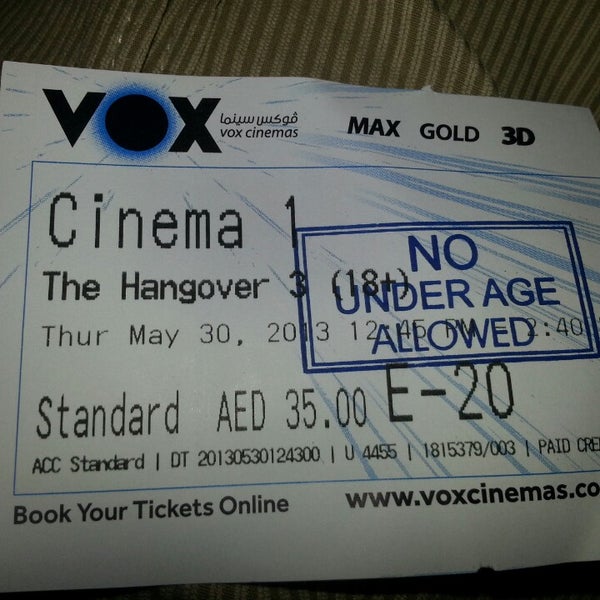 VOX ڤوكس سينما
vox cinemas
MAX GOLD 3D
Cinema 1
The Hangover 3 (18+)
NO
UNDER AGE
ALLOWED
Thur May 30, 2013 12:45 PM - 2:40
Standard AED 35.00 E-20
ACC Standard | DT 20130530124300 | U 4455 | 1815379/003 | PAID CRE
Book Your Tickets Online www.voxcinemas.co